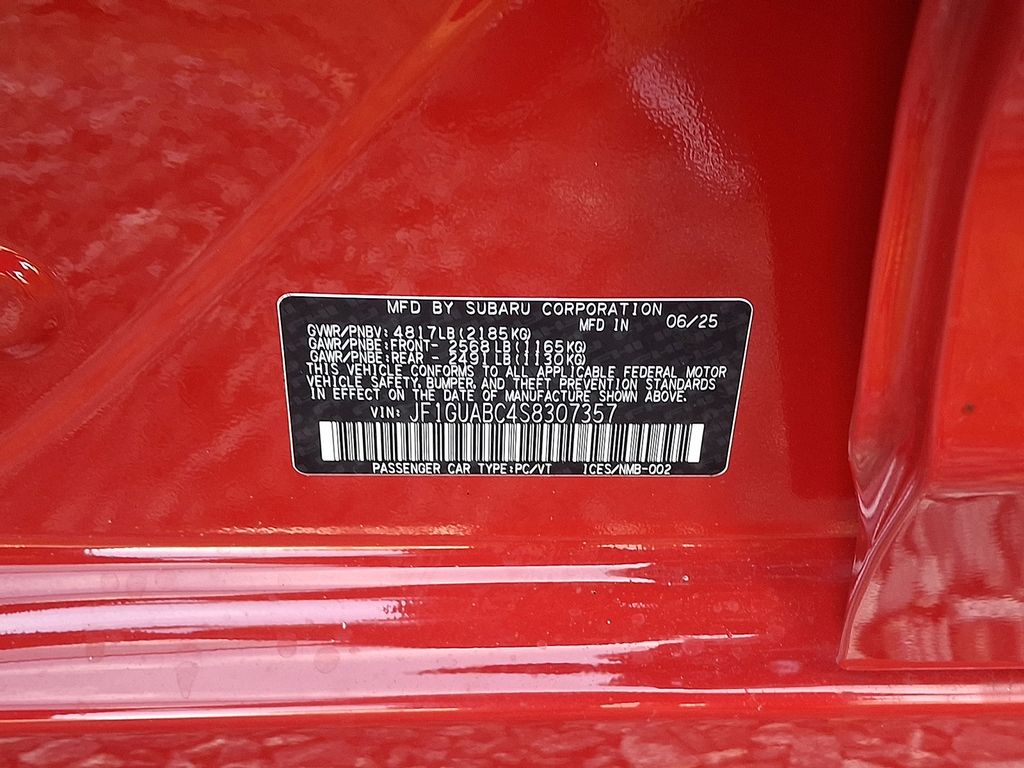 MFD BY SUBARU CORPORATION
MFD IN 06/25
GVWR/PNBV: 4817LB(2185KG)
GAWR/PNBE:FRONT- 2568LB(1165KG)
GAWR/PNBE:REAR - 2491LB(1130KG)
THIS VEHICLE CONFORMS TO ALL APPLICABLE FEDERAL MOTOR
VEHICLE SAFETY, BUMPER, AND THEFT PREVENTION STANDARDS
IN EFFECT ON THE DATE OF MANUFACTURE SHOWN ABOVE.
VIN: JF1GUABC4S8307357
PASSENGER CAR TYPE:PC/VT ICES/NMB-002